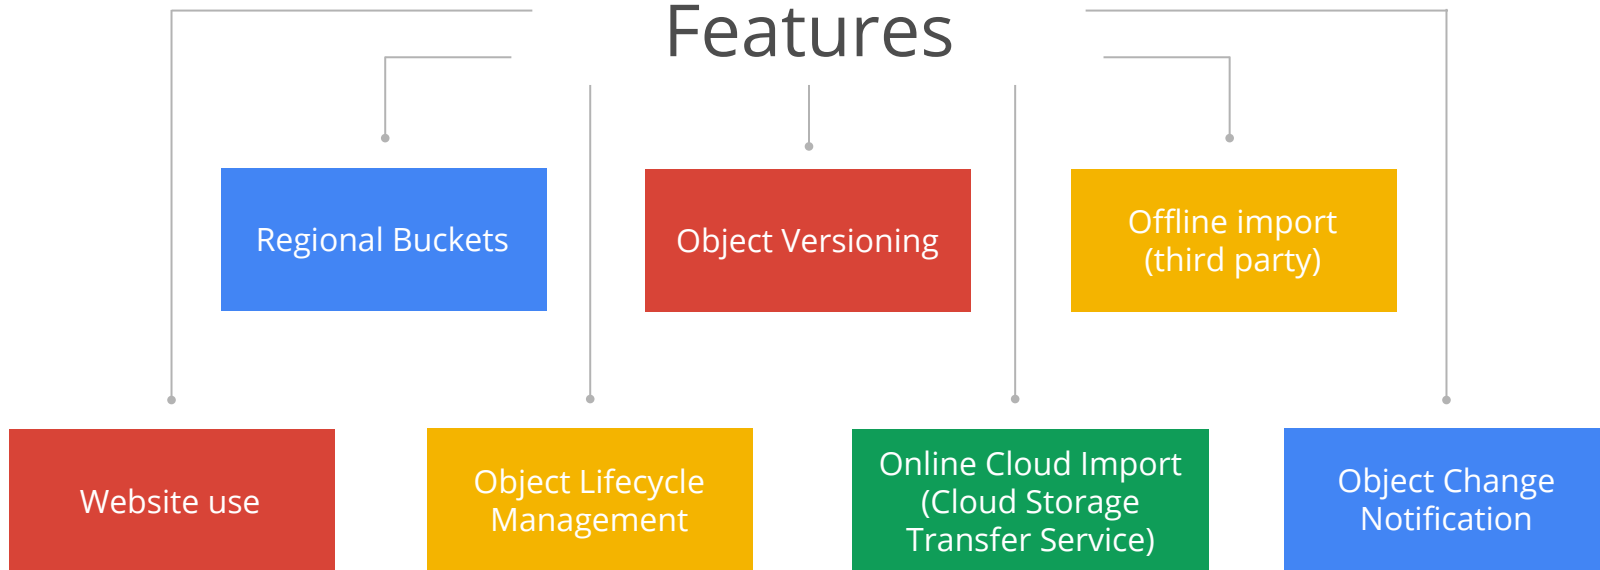 Features
Regional Buckets
Object Versioning
Offline import
(third party)
Website use
Object Lifecycle
Management
Online Cloud Import
(Cloud Storage
Transfer Service)
Object Change
Notification